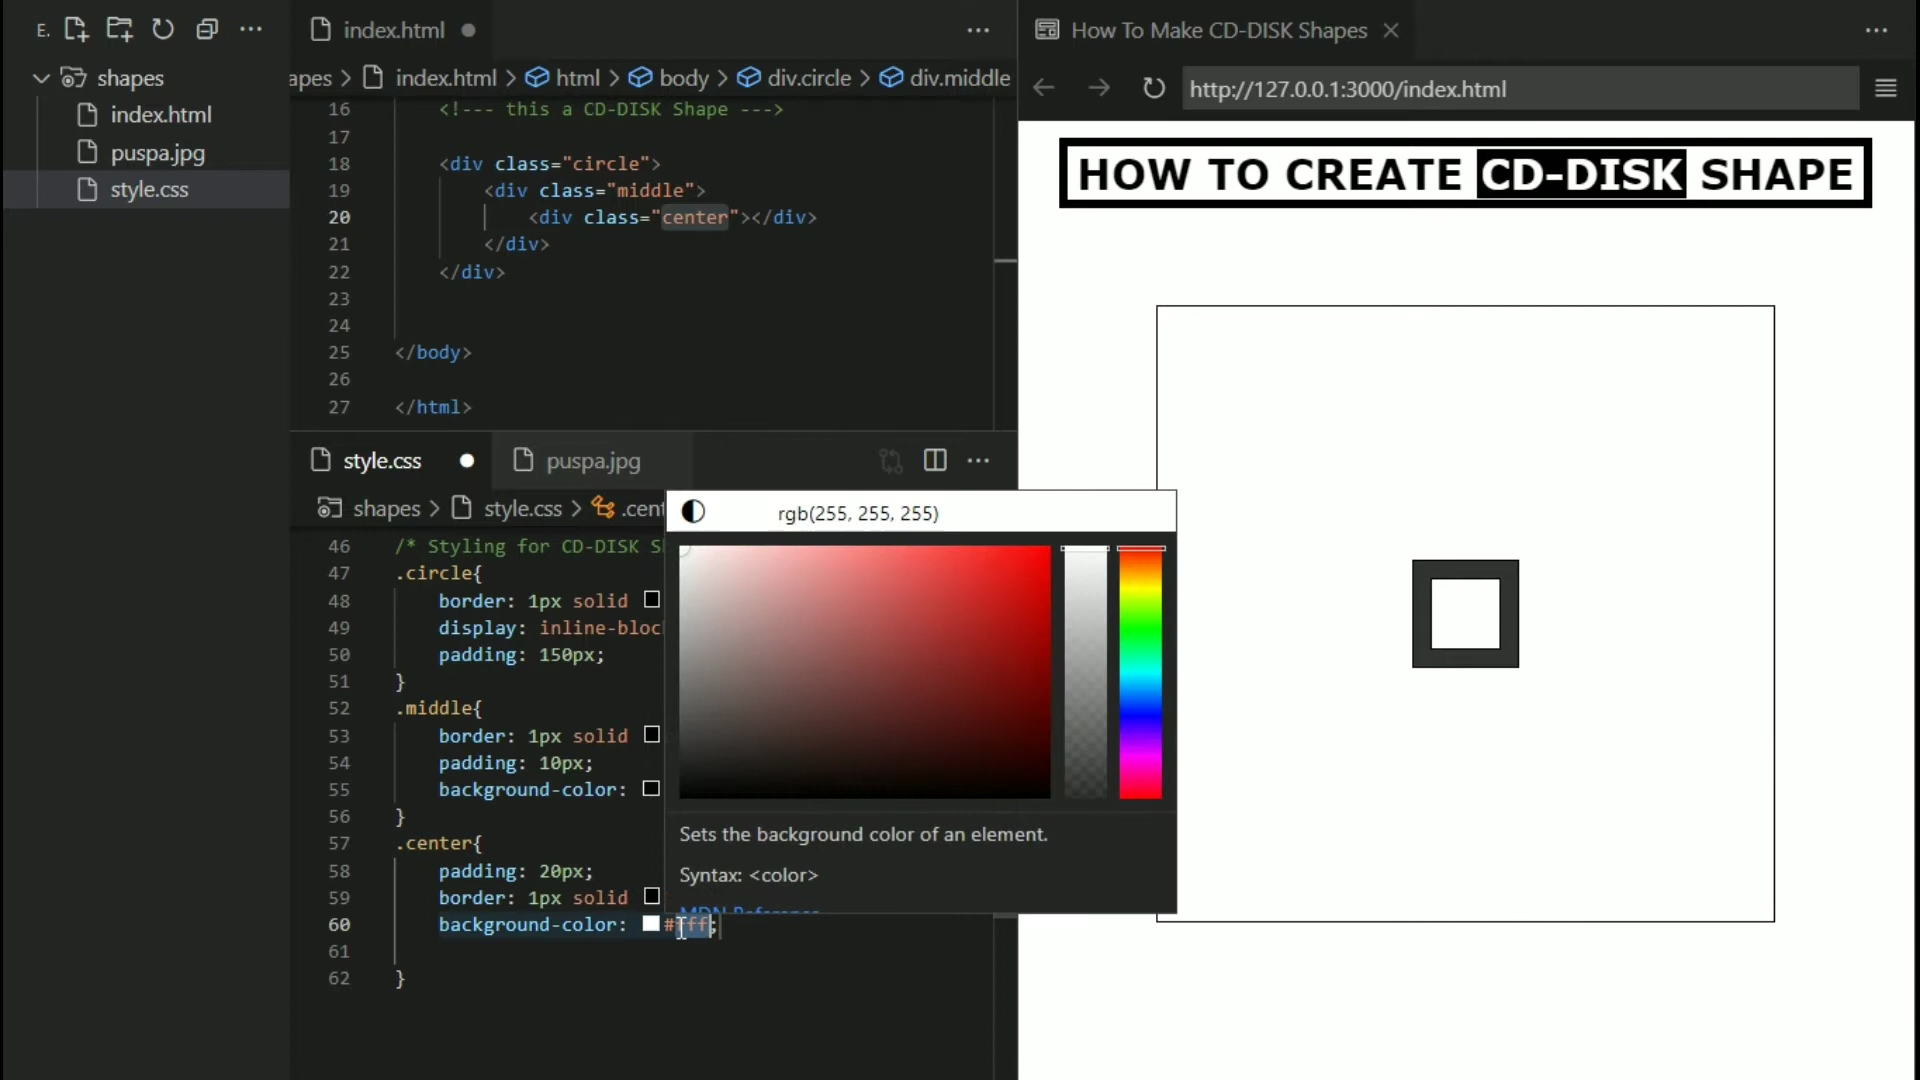 E.
shapes
index.html
puspa.jpg
style.css
index.html
apes > index.html > html > body > div.circle > div.middle
16 <!--- this a CD-DISK Shape --->
17
18 <div class="circle">
19 <div class="middle">
20 <div class="center"></div>
21 </div>
22 </div>
23
24
25 </body>
26
27 </html>
style.css
puspa.jpg
shapes > style.css > .cent
46 /* Styling for CD-DISK S
47 .circle{
48 border: 1px solid
49 display: inline-bloc
50 padding: 150px;
51 }
52 .middle{
53 border: 1px solid
54 padding: 10px;
55 background-color:
56 }
57 .center{
58 padding: 20px;
59 border: 1px solid
60 background-color: #fff;
61
62 }
rgb(255, 255, 255)
Sets the background color of an element.
Syntax: <color>
MDN Reference
How To Make CD-DISK Shapes
http://127.0.0.1:3000/index.html
HOW TO CREATE CD-DISK SHAPE